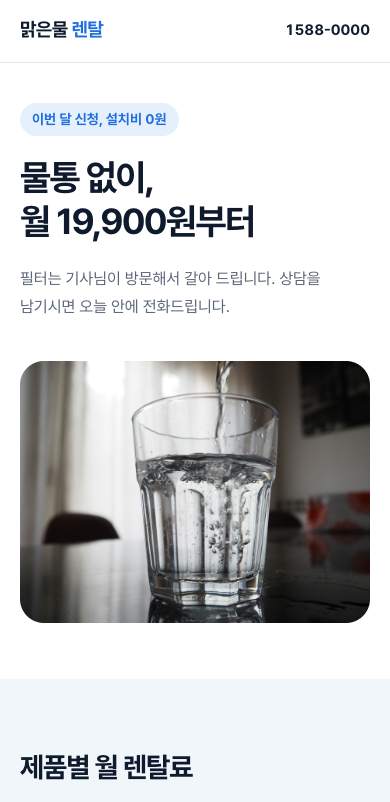 맑은물 렌탈
1588-0000
이번 달 신청, 설치비 0원
물통 없이,
월 19,900원부터
필터는 기사님이 방문해서 갈아 드립니다. 상담을
남기시면 오늘 안에 전화드립니다.
제품별 월 렌탈료